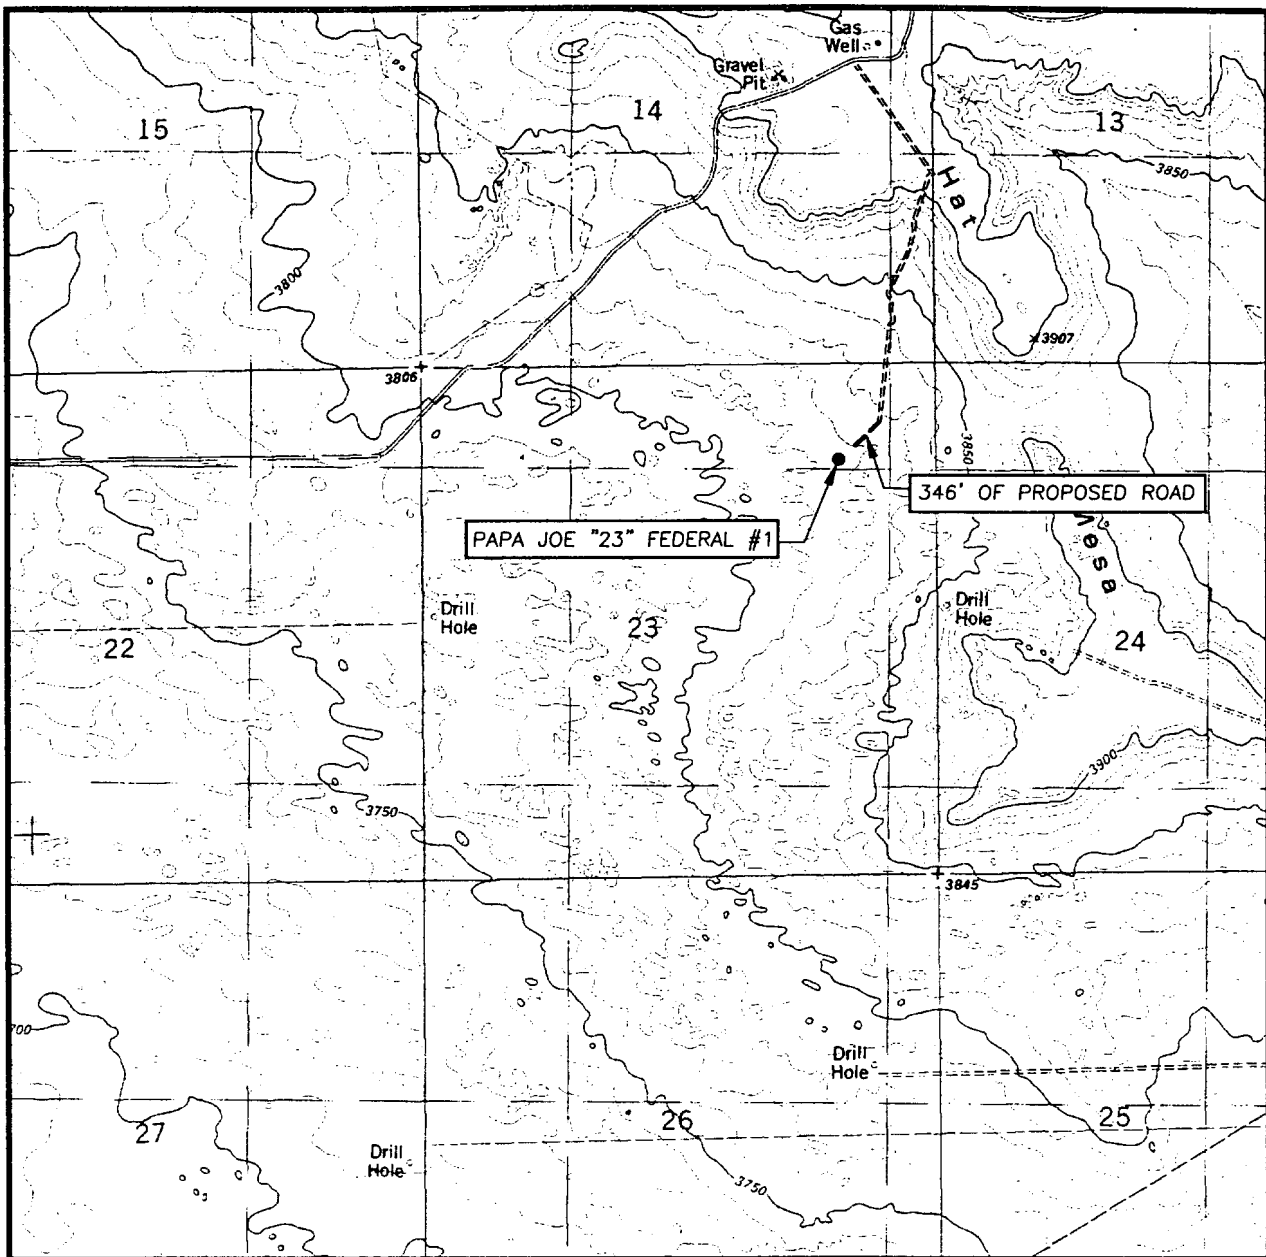 Gas
Well
Gravel
Pit
15
14
13
3850
Hat
3800
3907
3806
3850
346' OF PROPOSED ROAD
PAPA JOE "23" FEDERAL #1
Mesa
Drill
Hole
Drill
Hole
22
23
24
3900
3750
3845
700
Drill
Hole
27
26
25
Drill
Hole
3750